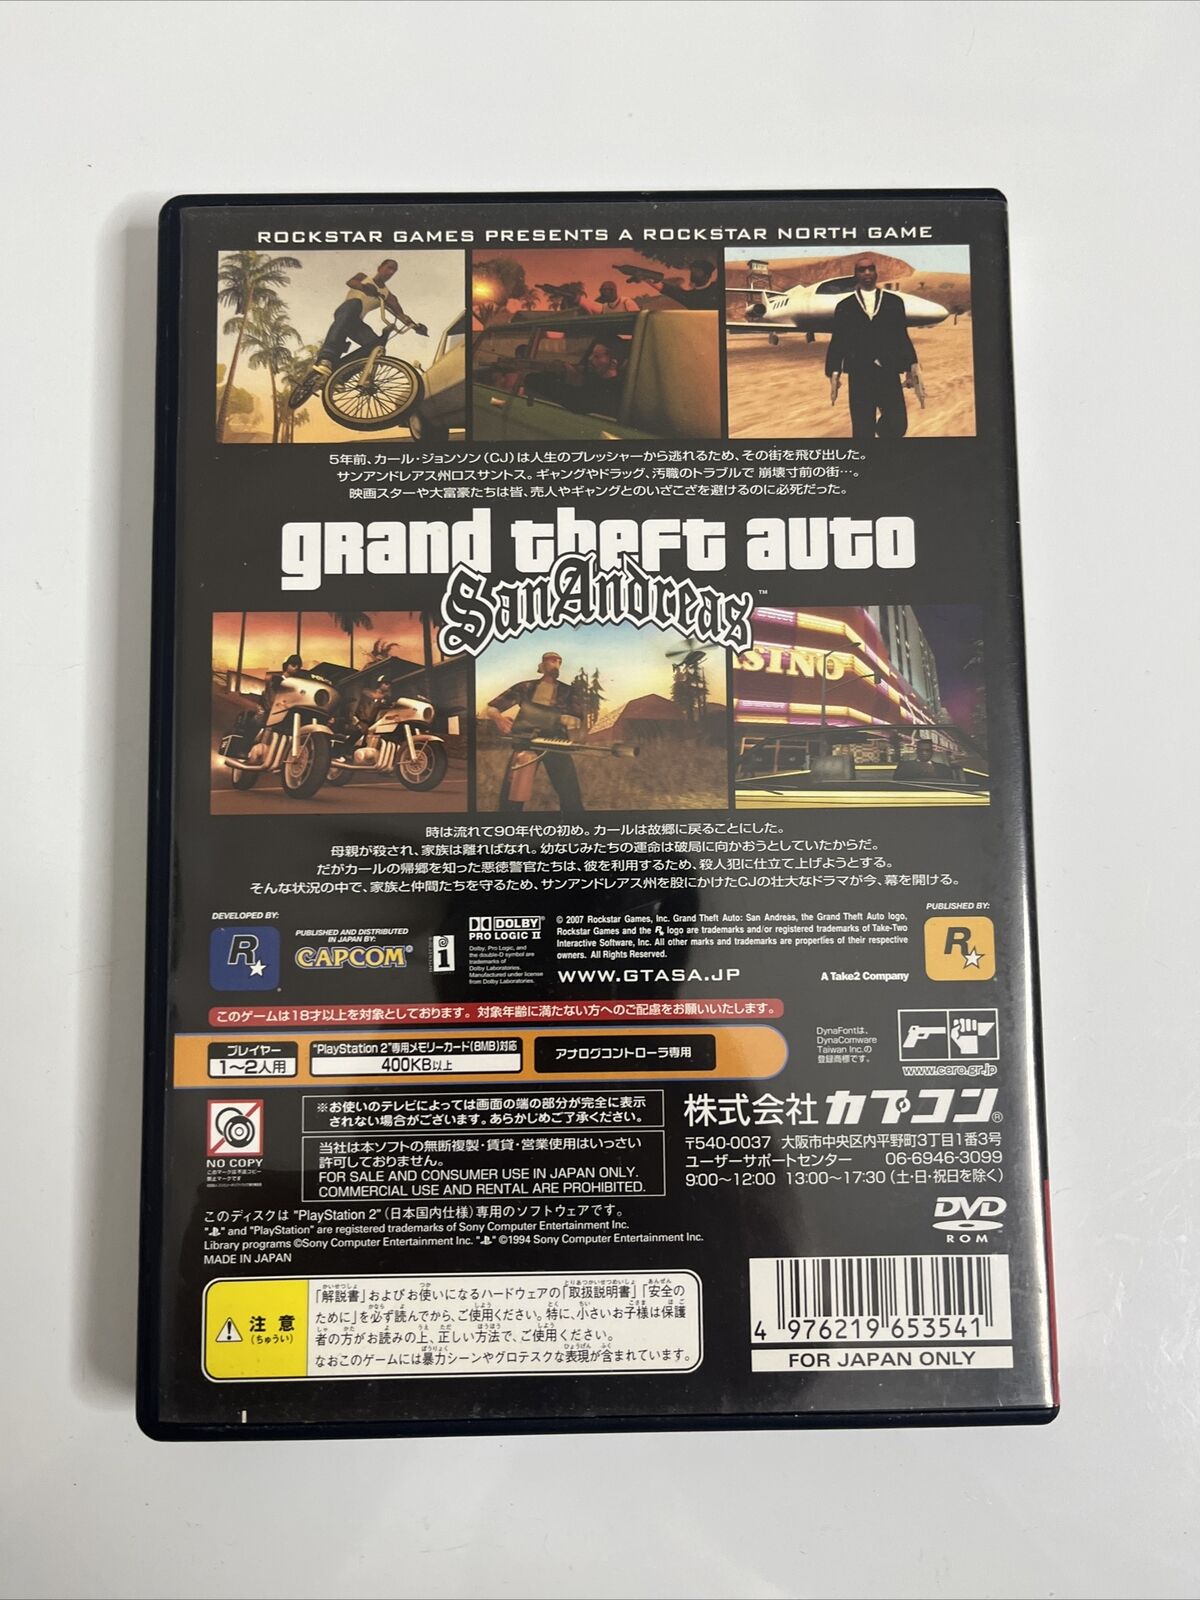 ROCKSTAR GAMES PRESENTS A ROCKSTAR NORTH GAME
5年前、カール・ジョンソン(CJ)は人生のプレッシャーから逃れるため、その街を飛び出した。
サンアンドレアス州ロスサントス。ギャングやドラッグ、汚職のトラブルで 崩壊寸前の街…。
映画スターや大富豪たちは皆、売人やギャングとのいざこざを避けるのに必死だった。
grand theft auto
San Andreas™
SINO
時は流れて90年代の初め。カールは故郷に戻ることにした。
母親が殺され、家族は離ればなれ。幼なじみたちの運命は破局に向かおうとしていたからだ。
だがカールの帰郷を知った悪徳警官たちは、彼を利用するため、殺人犯に仕立て上げようとする。
そんな状況の中で、家族と仲間たちを守るため、サンアンドレアス州を股にかけたCJの壮大なドラマが今、幕を開ける。
DEVELOPED BY:
R
PUBLISHED AND DISTRIBUTED
IN JAPAN BY:
CAPCOM®
i
DOLBY®
PRO LOGIC II
Dolby, Pro Logic, and
the double-D symbol are
trademarks of
Dolby Laboratories.
Manufactured under license
from Dolby Laboratories.
© 2007 Rockstar Games, Inc. Grand Theft Auto: San Andreas, the Grand Theft Auto logo,
Rockstar Games and the R logo are trademarks and/or registered trademarks of Take-Two
Interactive Software, Inc. All other marks and trademarks are properties of their respective
owners. All Rights Reserved.
WWW.GTASA.JP
A Take2 Company
PUBLISHED BY:
R
このゲームは18才以上を対象としております。対象年齢に満たない方へのご配慮をお願いいたします。
プレイヤー
1〜2人用
"PlayStation 2"専用メモリーカード(8MB)対応
400KB以上
アナログコントローラ専用
DynaFontは、
DynaComware
Taiwan Inc.の
登録商標です。
www.cero.gr.jp
NO COPY
このマークは不法コピー
禁止マークです
※お使いのテレビによっては画面の端の部分が完全に表示
されない場合がございます。あらかじめご了承ください。
当社は本ソフトの無断複製・賃貸・営業使用はいっさい
許可しておりません。
FOR SALE AND CONSUMER USE IN JAPAN ONLY.
COMMERCIAL USE AND RENTAL ARE PROHIBITED.
株式会社カプコン®
〒540-0037 大阪市中央区内平野町3丁目1番3号
ユーザーサポートセンター 06-6946-3099
9:00〜12:00 13:00〜17:30 (土・日・祝日を除く)
このディスクは "PlayStation 2" (日本国内仕様) 専用のソフトウェアです。
" " and "PlayStation" are registered trademarks of Sony Computer Entertainment Inc.
Library programs ©Sony Computer Entertainment Inc. " " ©1994 Sony Computer Entertainment Inc.
MADE IN JAPAN
DVD
ROM
注意
(ちゅうい)
「解説書」およびお使いになるハードウェアの「取扱説明書」「安全の
ために」を必ず読んでから、ご使用ください。特に、小さいお子様は保護
者の方がお読みの上、正しい方法で、ご使用ください。
なおこのゲームには暴力シーンやグロテスクな表現が含まれています。
4 976219 653541
FOR JAPAN ONLY